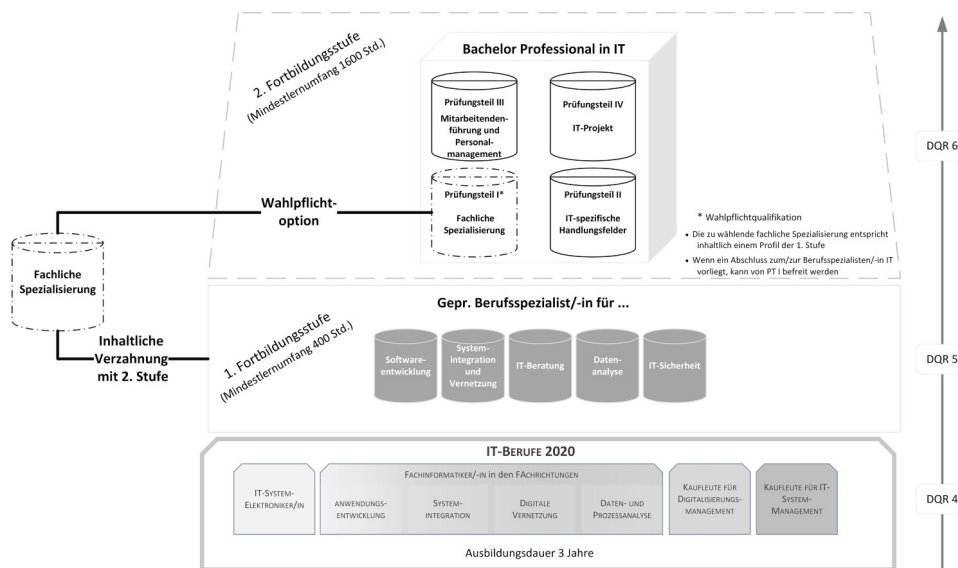 2. Fortbildungsstufe
(Mindestlernumfang 1600 Std.)
Bachelor Professional in IT
Prüfungsteil III
Mitarbeitenden-
führung und
Personal-
management
Prüfungsteil IV
IT-Projekt
DQR 6
Prüfungsteil I*
Fachliche
Spezialisierung
Prüfungsteil II
IT-spezifische
Handlungsfelder
Wahlpflicht-
option
* Wahlpflichtqualifikation
• Die zu wählende fachliche Spezialisierung entspricht
inhaltlich einem Profil der 1. Stufe
• Wenn ein Abschluss zum/zur Berufsspezialisten/-in IT
vorliegt, kann von PT I befreit werden
Fachliche
Spezialisierung
Inhaltliche
Verzahnung
mit 2. Stufe
1. Fortbildungsstufe
(Mindestlernumfang 400 Std.)
Gepr. Berufsspezialist/-in für ...
Software-
entwicklung
System-
integration
und
Vernetzung
IT-Beratung
Daten-
analyse
IT-Sicherheit
DQR 5
IT-BERUFE 2020
IT-SYSTEM-
ELEKTRONIKER/IN
FACHINFORMATIKER/-IN in den FACHRICHTUNGEN
ANWENDUNGS-
ENTWICKLUNG
SYSTEM-
INTEGRATION
DIGITALE
VERNETZUNG
DATEN- UND
PROZESSANALYSE
KAUFLEUTE FÜR
DIGITALISIERUNGS-
MANAGEMENT
KAUFLEUTE FÜR IT-
SYSTEM-
MANAGEMENT
DQR 4
Ausbildungsdauer 3 Jahre